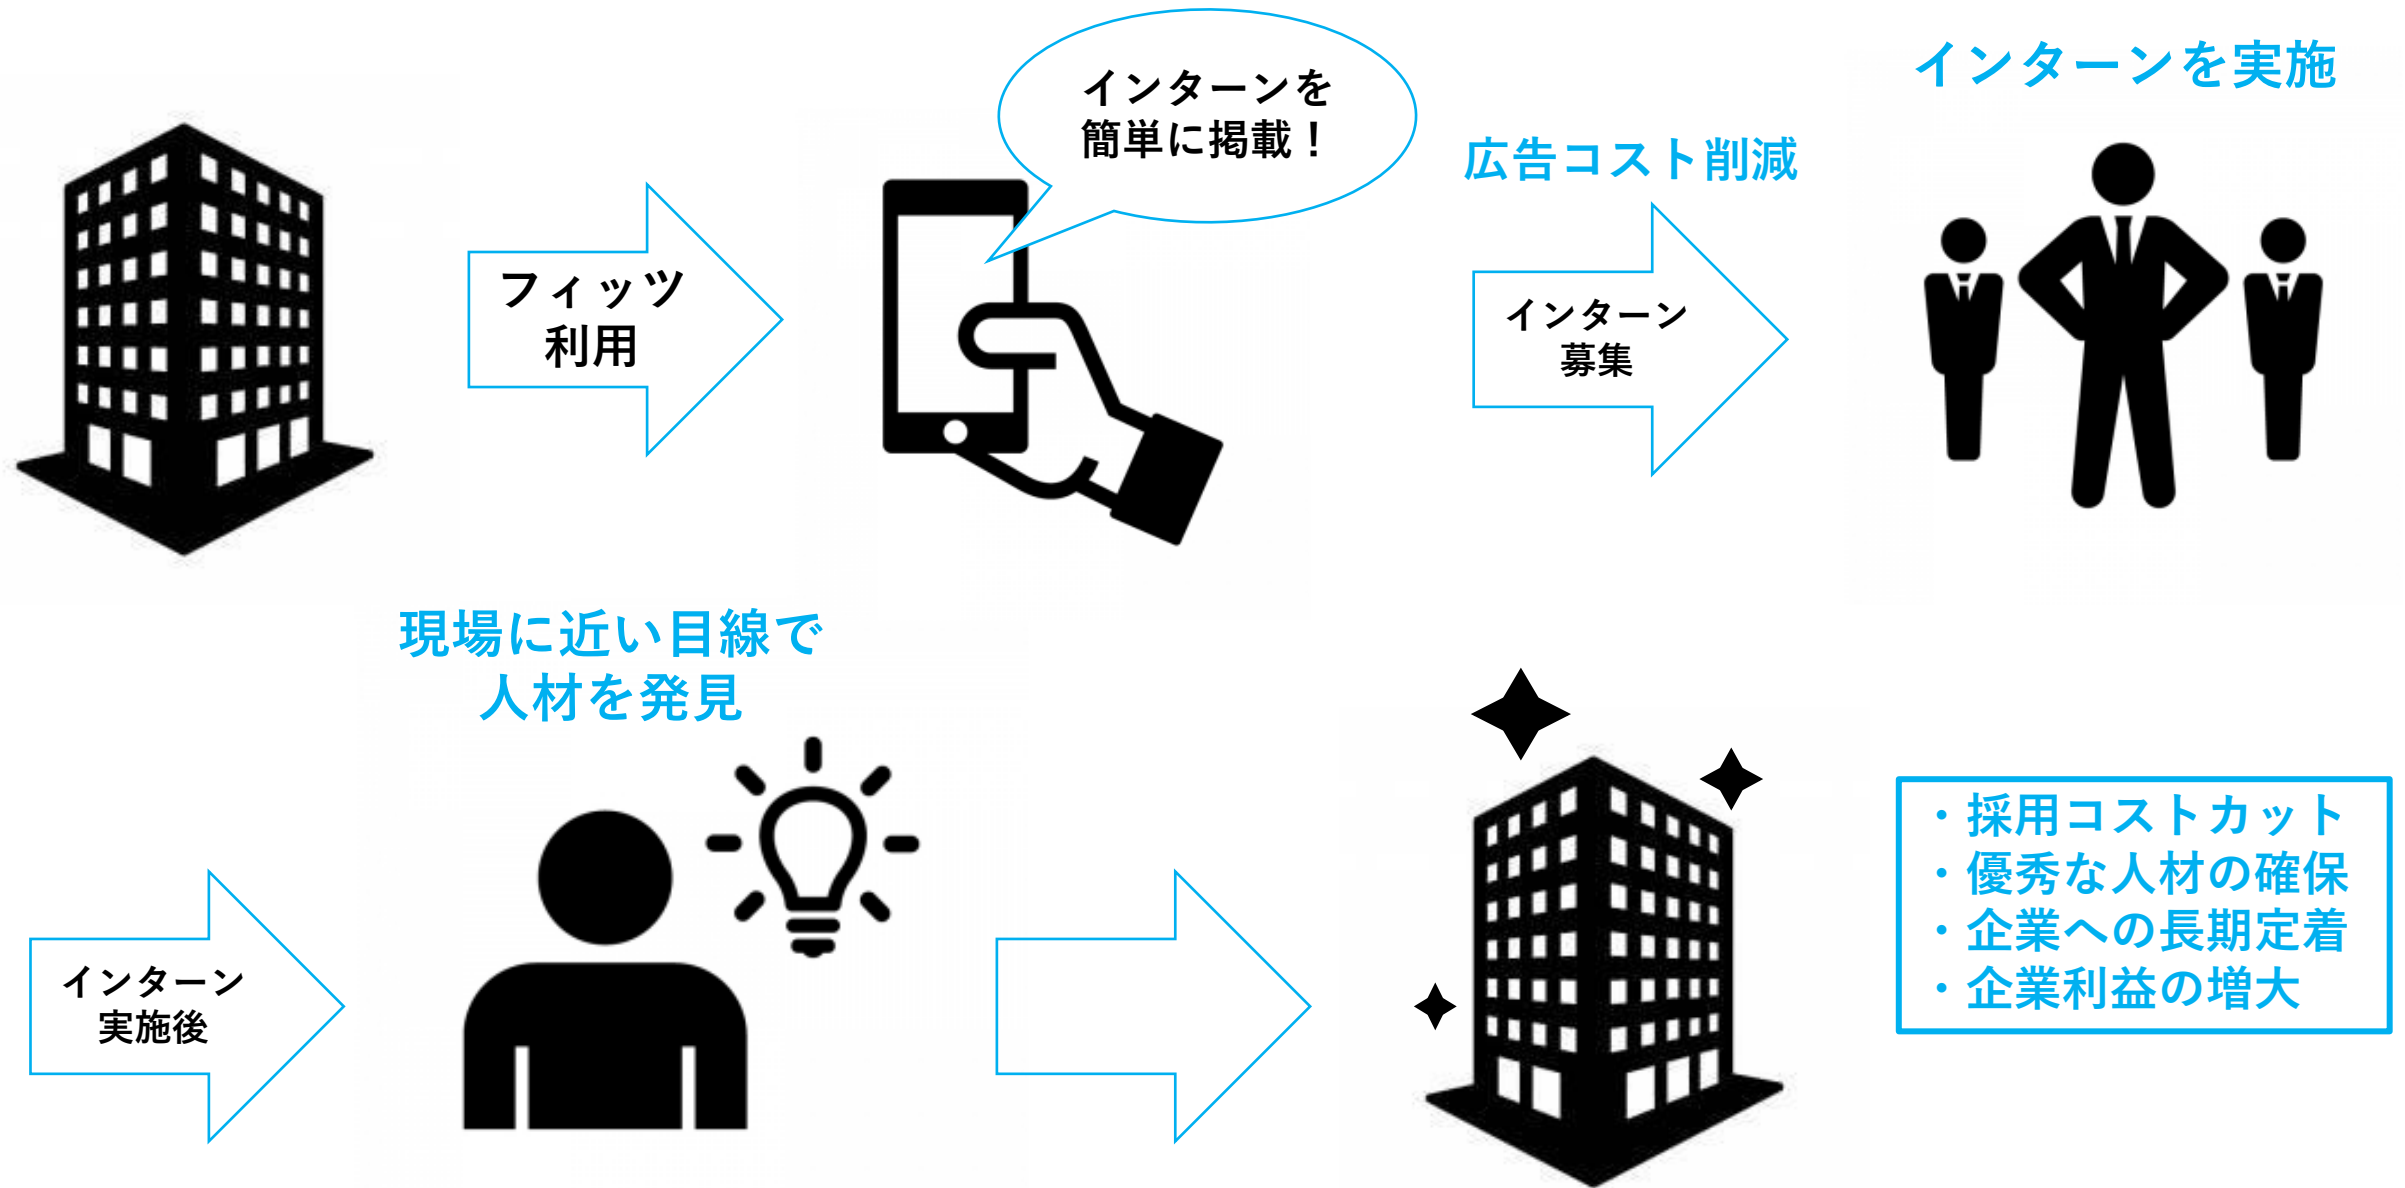 インターンを
簡単に掲載！
インターンを実施
広告コスト削減
フィッツ
利用
インターン
募集
現場に近い目線で
人材を発見
インターン
実施後
・採用コストカット
・優秀な人材の確保
・企業への長期定着
・企業利益の増大